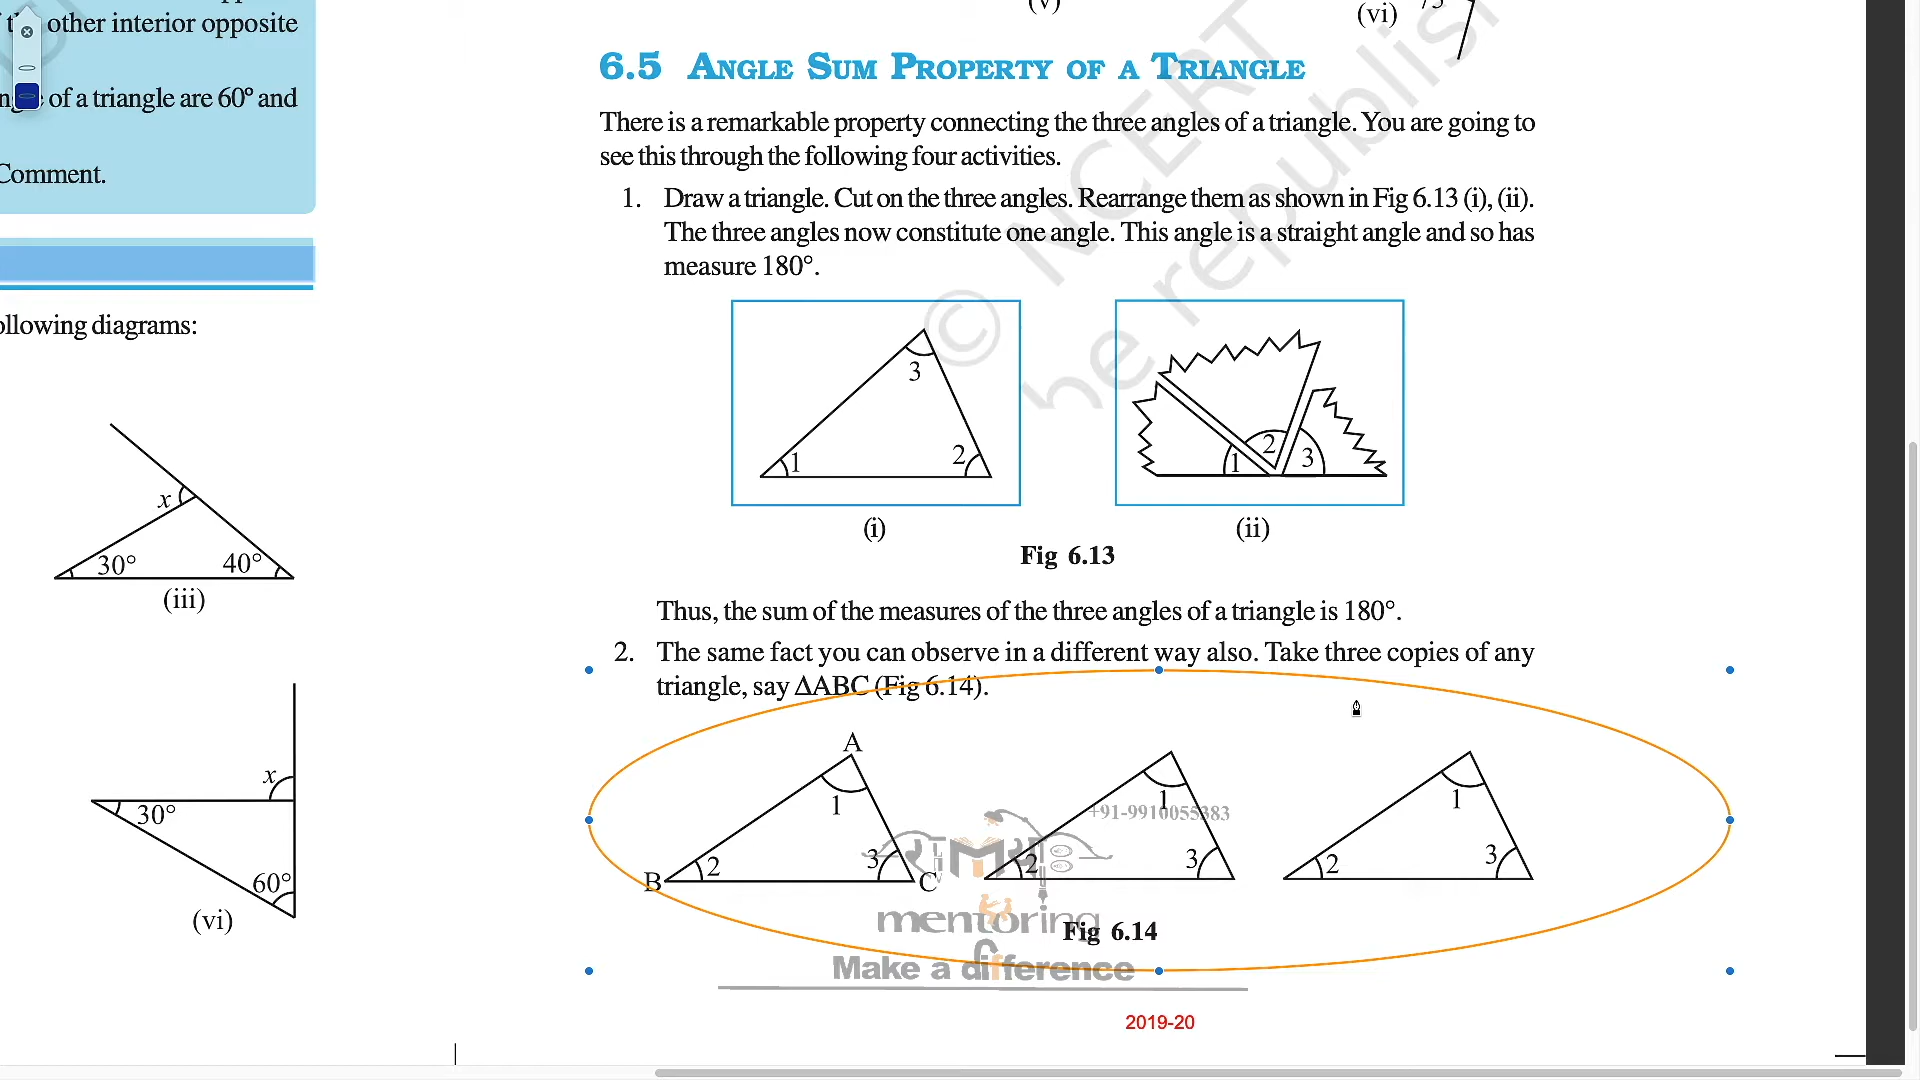 other interior opposite
of a triangle are 60º and
Comment.
ollowing diagrams:
x
30°
40°
(iii)
x
30°
60°
(vi)
(v)
(vi)
6.5 ANGLE SUM PROPERTY OF A TRIANGLE
There is a remarkable property connecting the three angles of a triangle. You are going to
see this through the following four activities.
1. Draw a triangle. Cut on the three angles. Rearrange them as shown in Fig 6.13 (i), (ii).
The three angles now constitute one angle. This angle is a straight angle and so has
measure 180°.
3
1
2
1
2
3
(i)
(ii)
Fig 6.13
Thus, the sum of the measures of the three angles of a triangle is 180°.
2. The same fact you can observe in a different way also. Take three copies of any
triangle, say ΔABC (Fig 6.14).
A
1
B
2
3
C
1
2
3
1
2
3
+91-9910055383
mentoring
Fig 6.14
Make a difference
2019-20
© NCERT
be republis